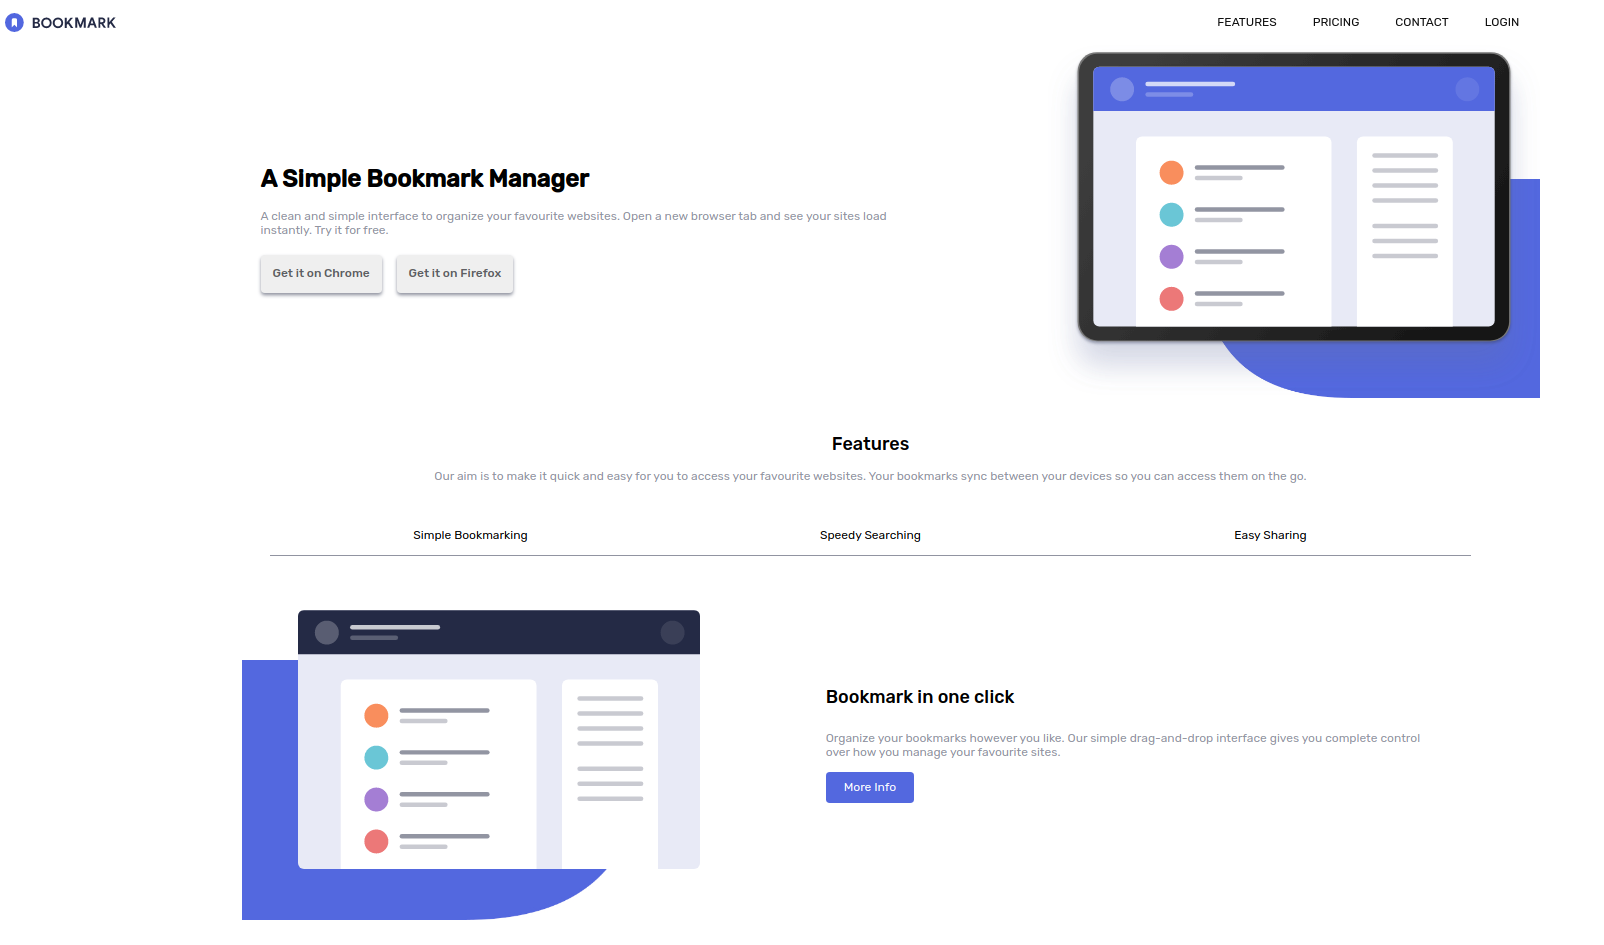 BOOKMARK
FEATURES PRICING CONTACT LOGIN
A Simple Bookmark Manager
A clean and simple interface to organize your favourite websites. Open a new browser tab and see your sites load
instantly. Try it for free.
Get it on Chrome Get it on Firefox
Features
Our aim is to make it quick and easy for you to access your favourite websites. Your bookmarks sync between your devices so you can access them on the go.
Simple Bookmarking Speedy Searching Easy Sharing
Bookmark in one click
Organize your bookmarks however you like. Our simple drag-and-drop interface gives you complete control
over how you manage your favourite sites.
More Info